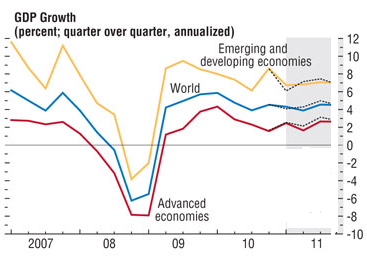 GDP Growth
(percent; quarter over quarter, annualized)
12
Emerging and
developing economies
10
8
World
6
4
2
0
-2
-4
Advanced
economies
-6
-8
-10
2007 08 09 10 11